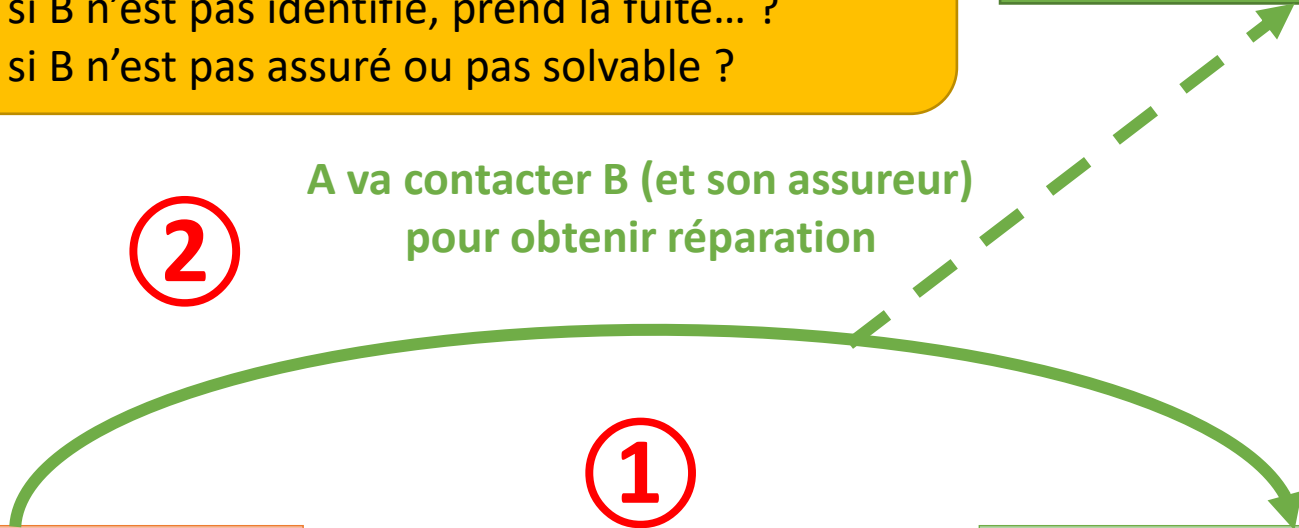 si B n'est pas identifié, prend la fuite… ?
si B n'est pas assuré ou pas solvable ?
A va contacter B (et son assureur)
pour obtenir réparation
②
①